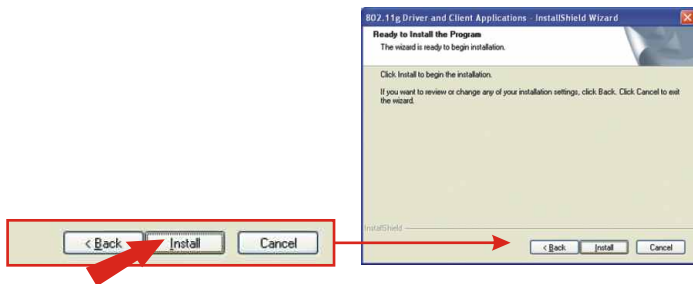 802.11g Driver and Client Applications - InstallShield Wizard
Ready to Install the Program
The wizard is ready to begin installation.
Click Install to begin the installation.
If you want to review or change any of your installation settings, click Back. Click Cancel to exit
the wizard.
InstallShield
< Back Install Cancel
< Back Install Cancel